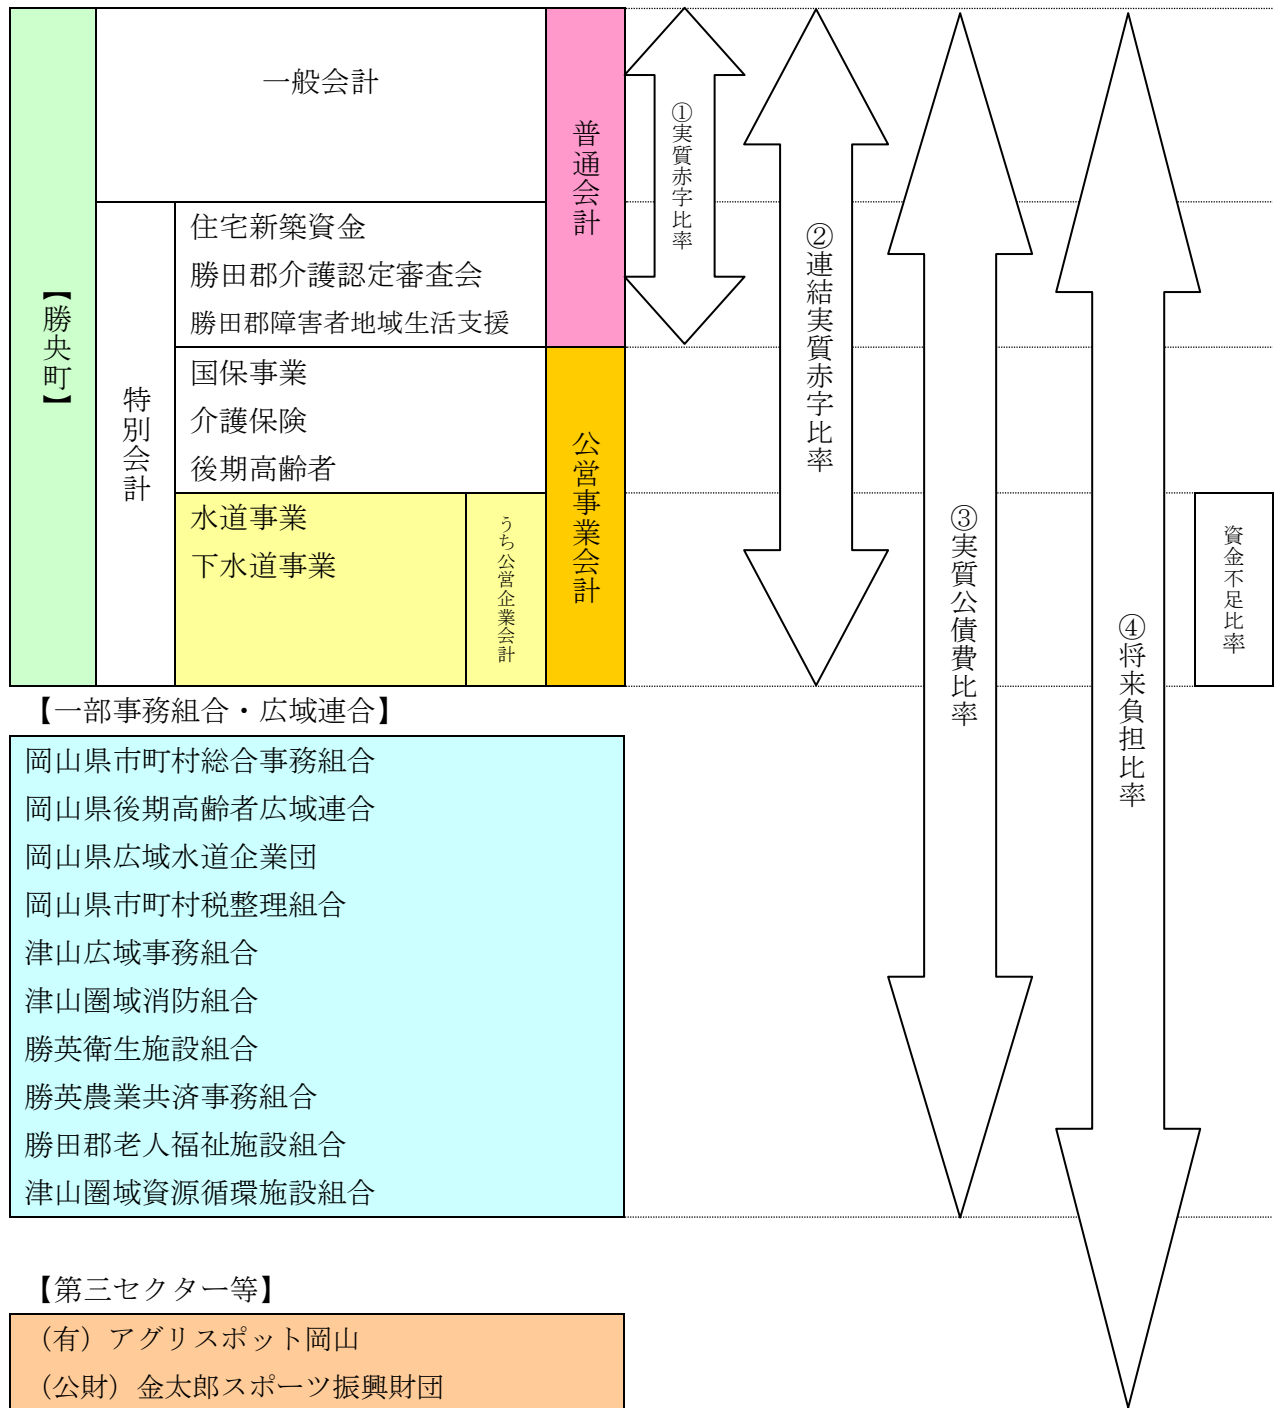 【勝央町】
一般会計
特別会計
住宅新築資金
勝田郡介護認定審査会
勝田郡障害者地域生活支援
国保事業
介護保険
後期高齢者
水道事業
下水道事業
うち公営企業会計
普通会計
公営事業会計
①実質赤字比率
②連結実質赤字比率
③実質公債費比率
④将来負担比率
資金不足比率
【一部事務組合・広域連合】
岡山県市町村総合事務組合
岡山県後期高齢者広域連合
岡山県広域水道企業団
岡山県市町村税整理組合
津山広域事務組合
津山圏域消防組合
勝英衛生施設組合
勝英農業共済事務組合
勝田郡老人福祉施設組合
津山圏域資源循環施設組合
【第三セクター等】
（有）アグリスポット岡山
（公財）金太郎スポーツ振興財団